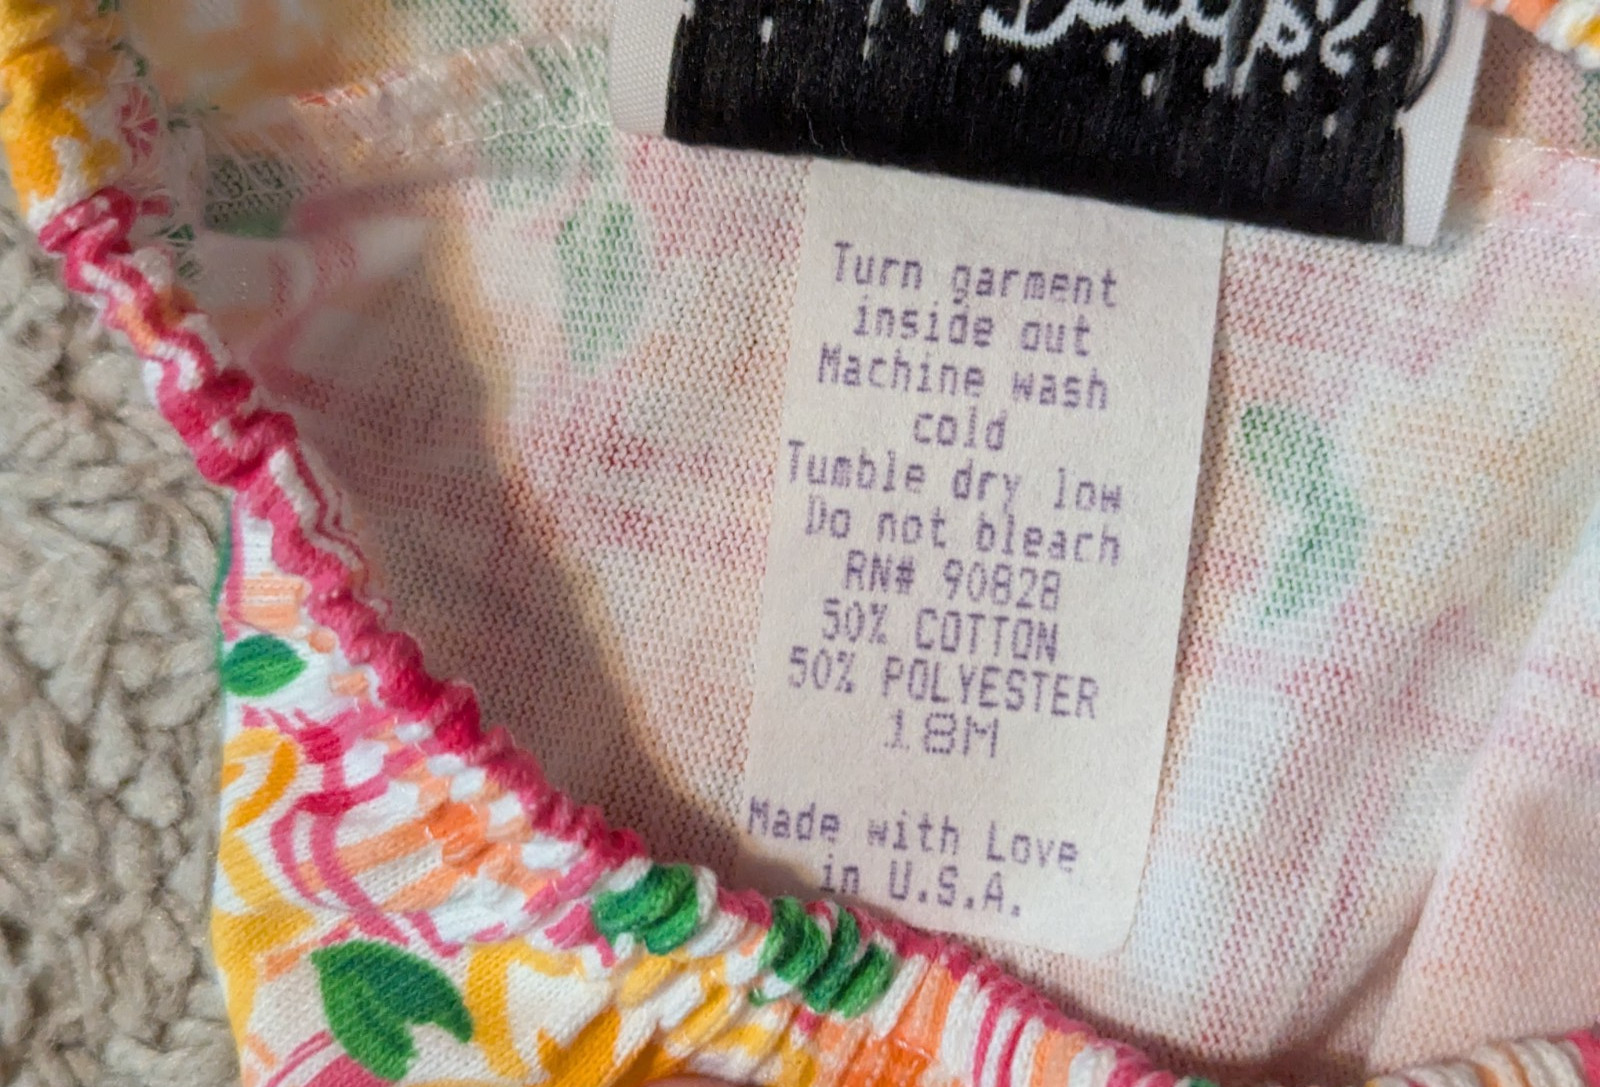 Turn garment
inside out
Machine wash
cold
Tumble dry low
Do not bleach
RN# 90828
50% COTTON
50% POLYESTER
18M
Made with Love
in U.S.A.